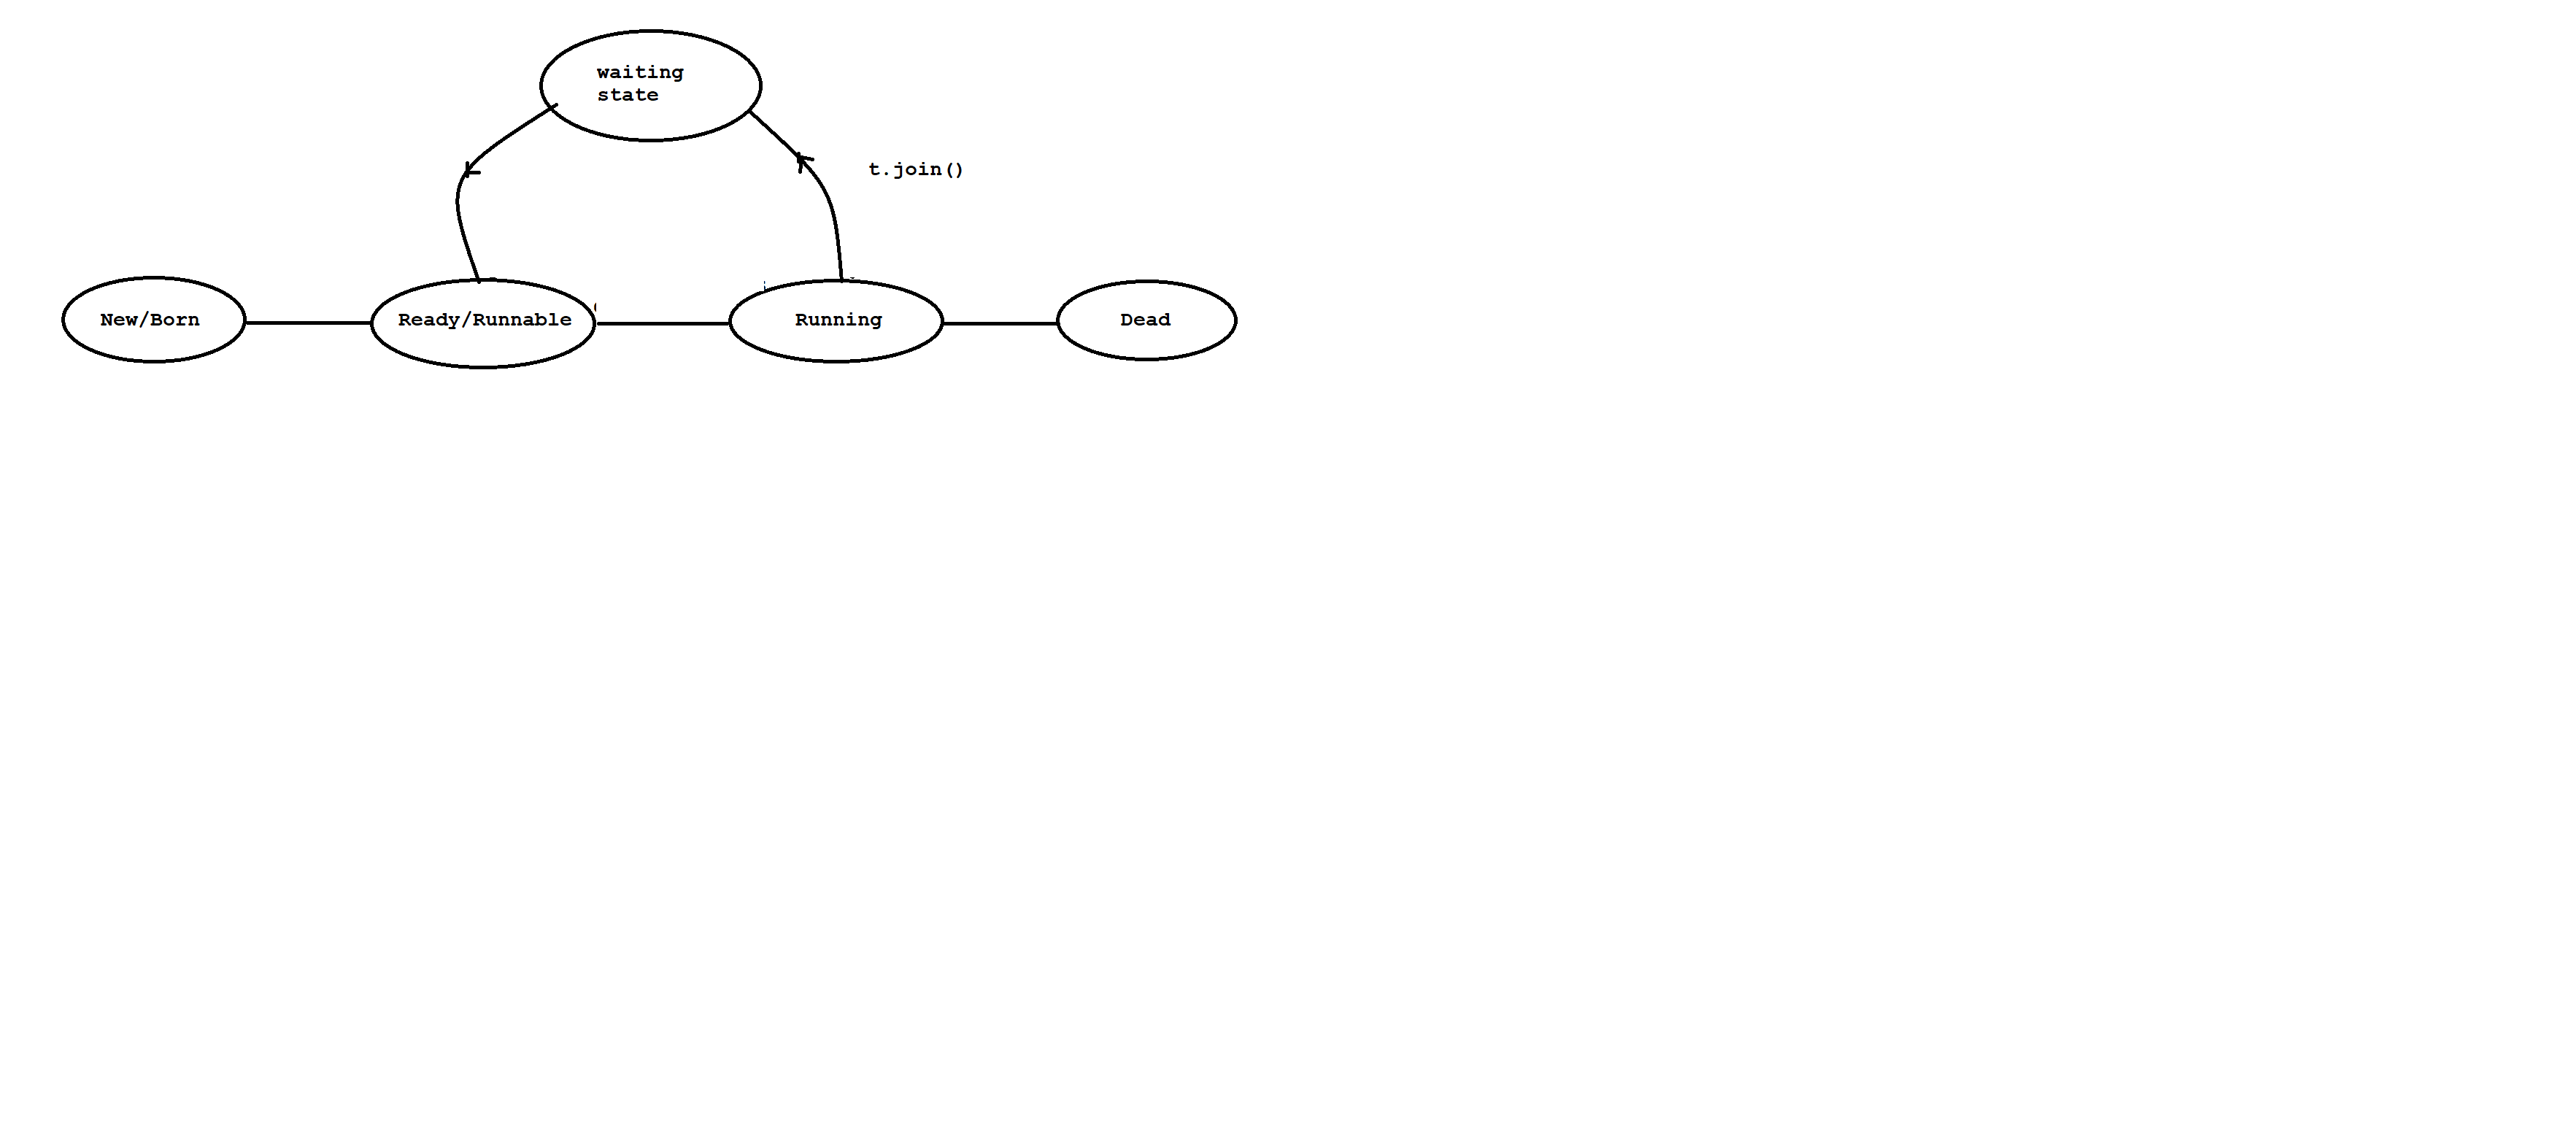 waiting
state
t.join()
New/Born
Ready/Runnable
Running
Dead